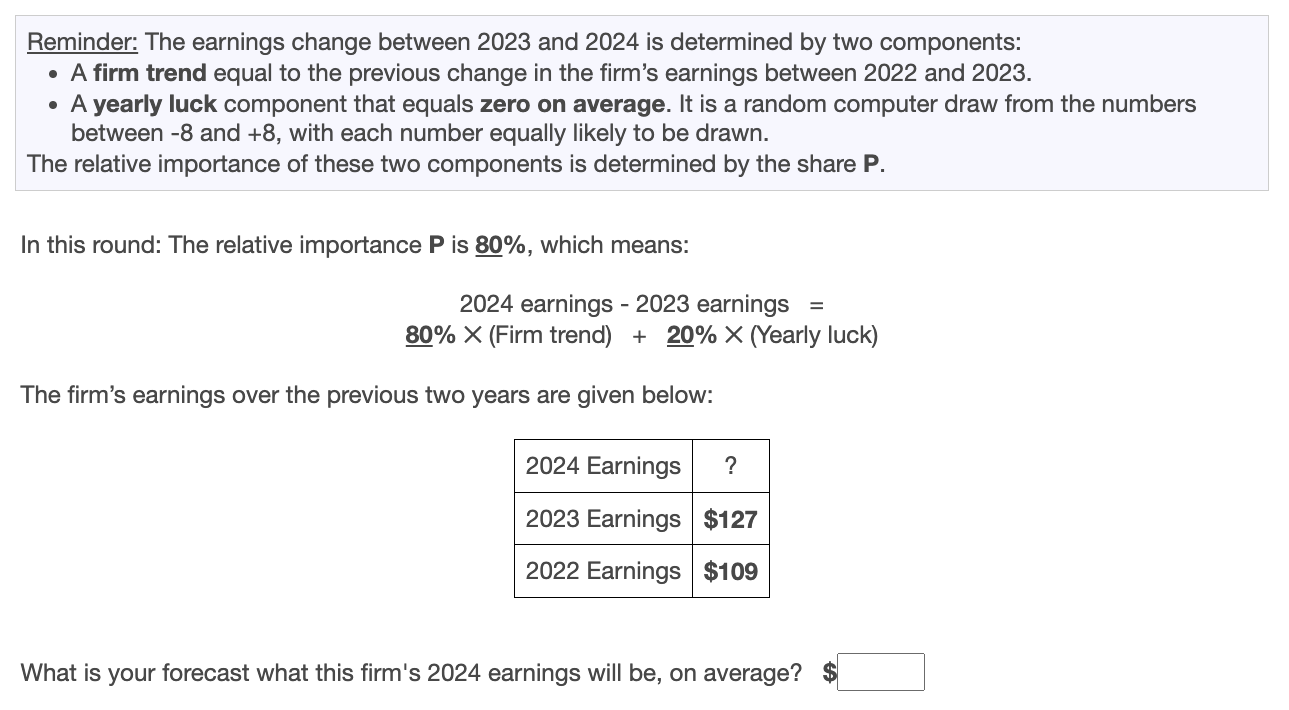 Reminder: The earnings change between 2023 and 2024 is determined by two components:
• A firm trend equal to the previous change in the firm’s earnings between 2022 and 2023.
• A yearly luck component that equals zero on average. It is a random computer draw from the numbers
between -8 and +8, with each number equally likely to be drawn.
The relative importance of these two components is determined by the share P.
In this round: The relative importance P is 80%, which means:
2024 earnings - 2023 earnings =
80% × (Firm trend) + 20% × (Yearly luck)
The firm’s earnings over the previous two years are given below:
2024 Earnings ?
2023 Earnings $127
2022 Earnings $109
What is your forecast what this firm's 2024 earnings will be, on average? $